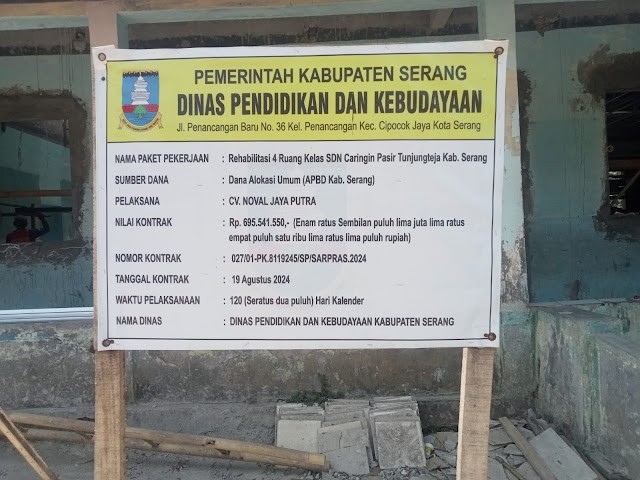 PEMERINTAH KABUPATEN SERANG
DINAS PENDIDIKAN DAN KEBUDAYAAN
Jl. Penancangan Baru No. 36 Kel. Penancangan Kec. Cipocok Jaya Kota Serang
NAMA PAKET PEKERJAAN : Rehabilitasi 4 Ruang Kelas SDN Caringin Pasir Tunjungteja Kab. Serang
SUMBER DANA : Dana Alokasi Umum (APBD Kab. Serang)
PELAKSANA : CV. NOVAL JAYA PUTRA
NILAI KONTRAK : Rp. 695.541.550,- (Enam ratus Sembilan puluh lima juta lima ratus
empat puluh satu ribu lima ratus lima puluh rupiah)
NOMOR KONTRAK : 027/01-PK.8119245/SP/SARPRAS.2024
TANGGAL KONTRAK : 19 Agustus 2024
WAKTU PELAKSANAAN : 120 (Seratus dua puluh) Hari Kalender
NAMA DINAS : DINAS PENDIDIKAN DAN KEBUDAYAAN KABUPATEN SERANG